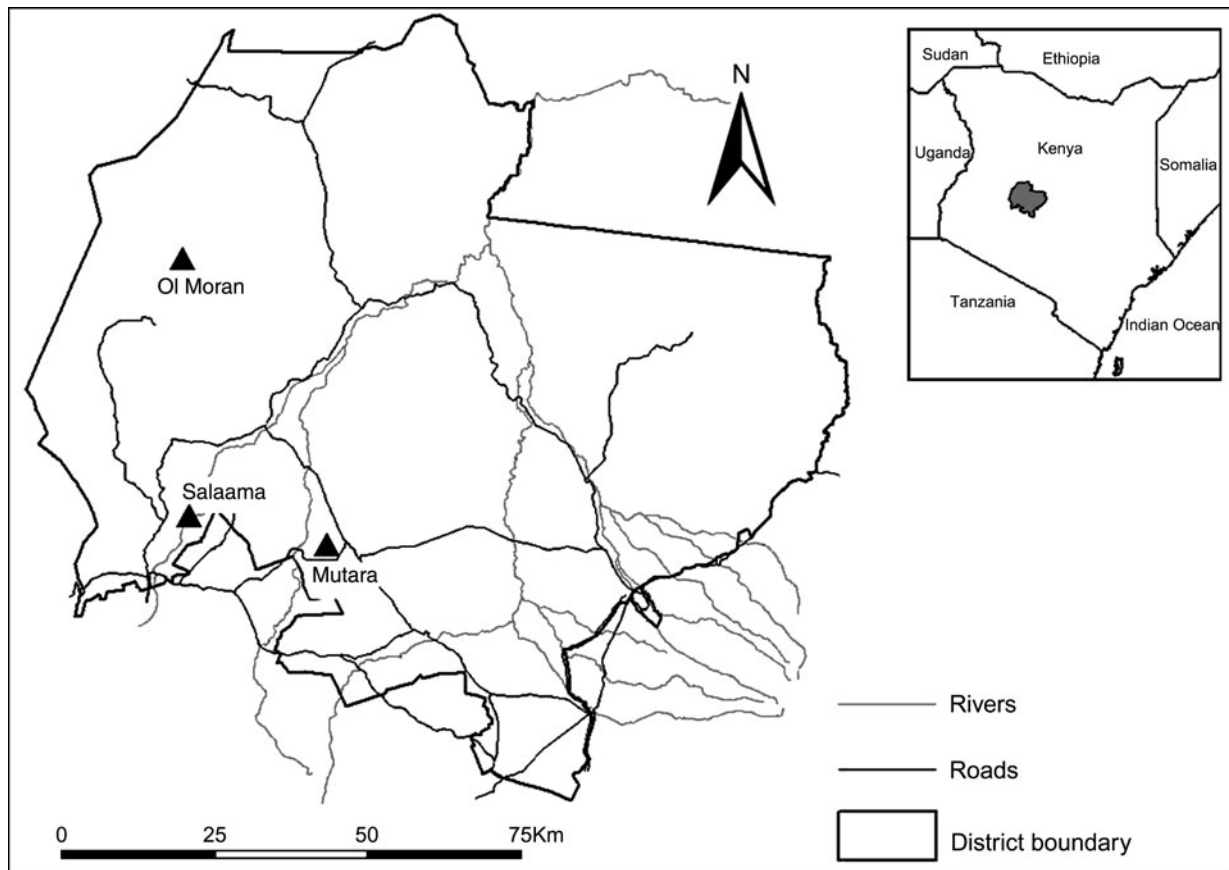 N
Ol Moran
Salaama
Mutara
Sudan
Ethiopia
Uganda
Kenya
Somalia
Tanzania
Indian Ocean
Rivers
Roads
District boundary
0 25 50 75Km